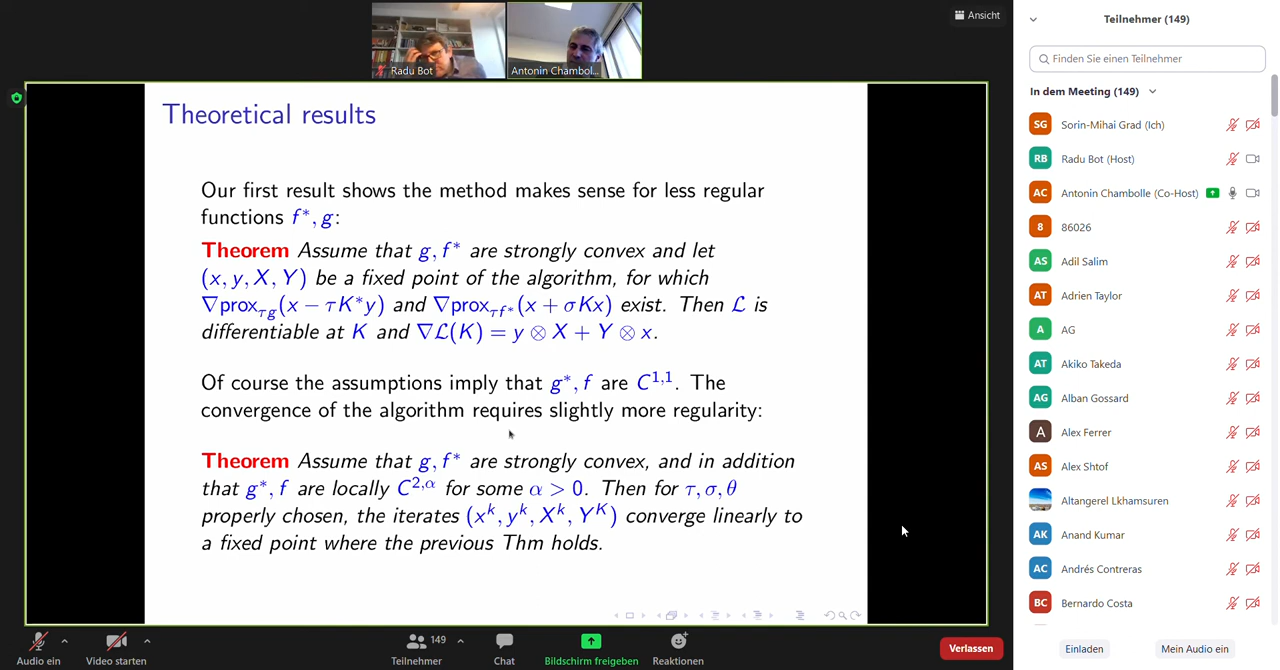 Ansicht
Radu Bot
Antonin Chambol...
Theoretical results
Our first result shows the method makes sense for less regular
functions f*, g:
Theorem Assume that g, f* are strongly convex and let
(x, y, X, Y) be a fixed point of the algorithm, for which
∇prox_{τg}(x − τK*y) and ∇prox_{τf*}(x + σKx) exist. Then ℒ is
differentiable at K and ∇ℒ(K) = y ⊗ X + Y ⊗ x.
Of course the assumptions imply that g*, f are C^{1,1}. The
convergence of the algorithm requires slightly more regularity:
Theorem Assume that g, f* are strongly convex, and in addition
that g*, f are locally C^{2,α} for some α > 0. Then for τ, σ, θ
properly chosen, the iterates (x^k, y^k, X^k, Y^K) converge linearly to
a fixed point where the previous Thm holds.
Audio ein
Video starten
149
Teilnehmer
Chat
Bildschirm freigeben
Reaktionen
Verlassen
Teilnehmer (149)
Finden Sie einen Teilnehmer
In dem Meeting (149)
SG Sorin-Mihai Grad (Ich)
RB Radu Bot (Host)
AC Antonin Chambolle (Co-Host)
8 86026
AS Adil Salim
AT Adrien Taylor
A AG
AT Akiko Takeda
AG Alban Gossard
A Alex Ferrer
AS Alex Shtof
Altangerel Lkhamsuren
AK Anand Kumar
AC Andrés Contreras
BC Bernardo Costa
Einladen
Mein Audio ein